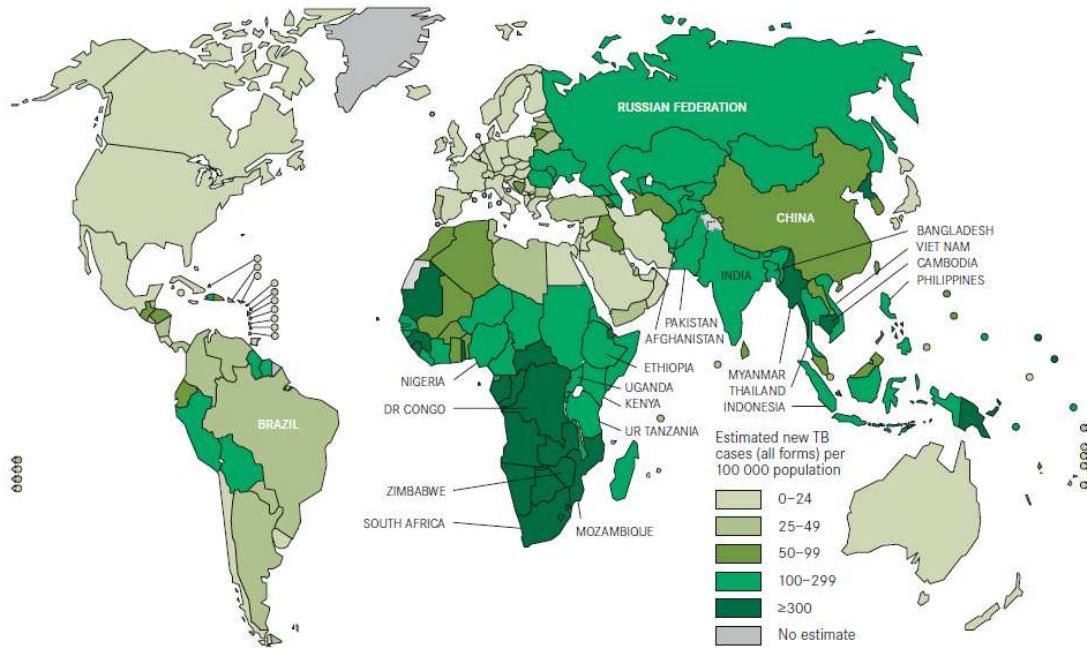 RUSSIAN FEDERATION
CHINA
BANGLADESH
VIET NAM
CAMBODIA
PHILIPPINES
INDIA
PAKISTAN
AFGHANISTAN
ETHIOPIA
NIGERIA
UGANDA
KENYA
DR CONGO
UR TANZANIA
MYANMAR
THAILAND
INDONESIA
BRAZIL
ZIMBABWE
SOUTH AFRICA
MOZAMBIQUE
Estimated new TB
cases (all forms) per
100 000 population
0–24
25–49
50–99
100–299
≥300
No estimate